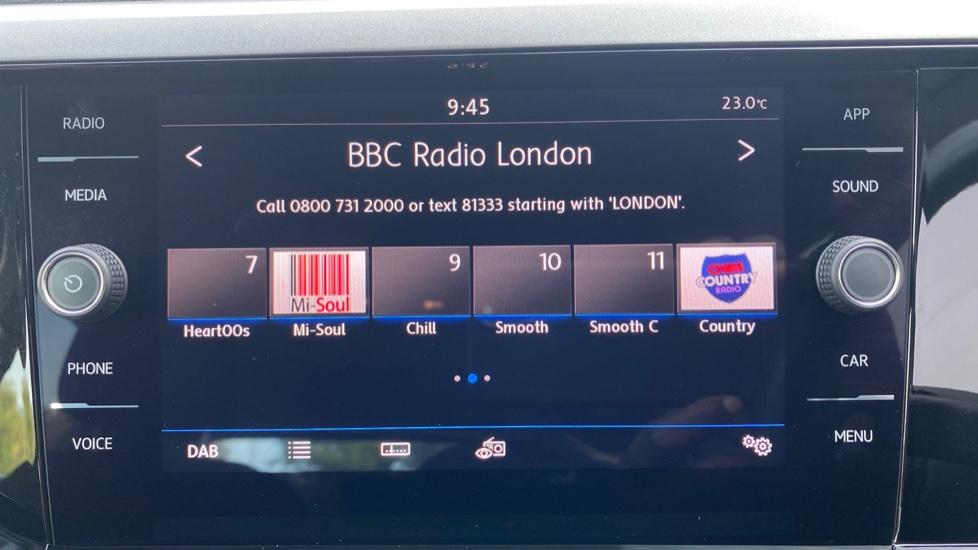 RADIO
MEDIA
PHONE
VOICE
9:45
23.0°C
< BBC Radio London >
Call 0800 731 2000 or text 81333 starting with 'LONDON'.
7
Mi-Soul
9
10
11
CHRIS
COUNTRY
RADIO
HeartOOs
Mi-Soul
Chill
Smooth
Smooth C
Country
DAB
APP
SOUND
CAR
MENU